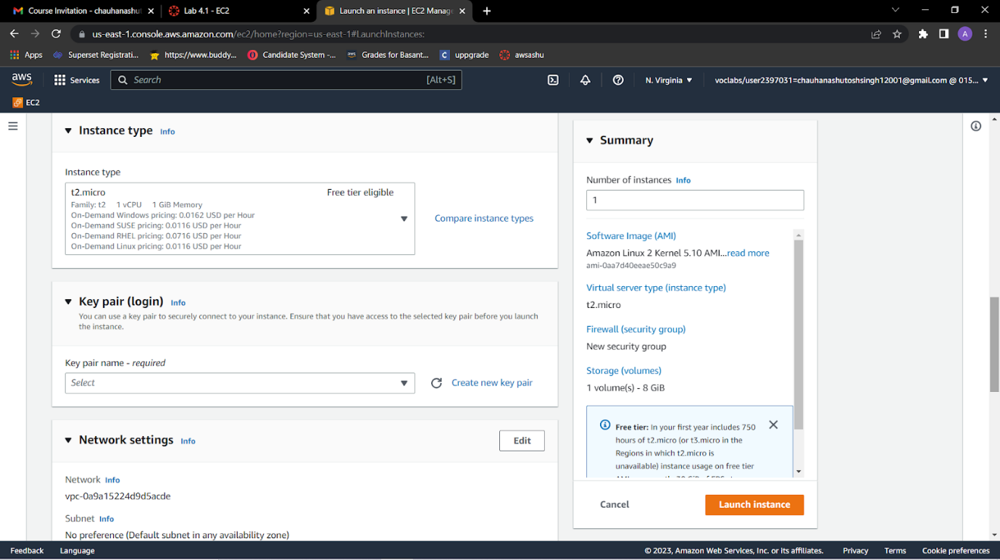 Course Invitation - chauhanashut
Lab 4.1 - EC2
Launch an instance | EC2 Manage
us-east-1.console.aws.amazon.com/ec2/home?region=us-east-1#LaunchInstances:
A
Apps
Superset Registrati...
https://www.buddy...
Candidate System -...
aws
Grades for Basant...
C
uppgrade
awsashu
aws
Services
Search
[Alt+S]
N. Virginia
voclabs/user2397031=chauhanashutoshsingh12001@gmail.com @ 015...
EC2
Instance type Info
Instance type
t2.micro Free tier eligible
Family: t2 1 vCPU 1 GiB Memory
On-Demand Windows pricing: 0.0162 USD per Hour
On-Demand SUSE pricing: 0.0116 USD per Hour
On-Demand RHEL pricing: 0.0716 USD per Hour
On-Demand Linux pricing: 0.0116 USD per Hour
Compare instance types
Key pair (login) Info
You can use a key pair to securely connect to your instance. Ensure that you have access to the selected key pair before you launch
the instance.
Key pair name - required
Select
Create new key pair
Network settings Info
Edit
Network Info
vpc-0a9a15224d9d5acde
Subnet Info
No preference (Default subnet in any availability zone)
Summary
Number of instances Info
1
Software Image (AMI)
Amazon Linux 2 Kernel 5.10 AMI...read more
ami-0aa7d40eeae50c9a9
Virtual server type (instance type)
t2.micro
Firewall (security group)
New security group
Storage (volumes)
1 volume(s) - 8 GiB
Free tier: In your first year includes 750
hours of t2.micro (or t3.micro in the
Regions in which t2.micro is
unavailable) instance usage on free tier
Cancel
Launch instance
Feedback
Language
© 2023, Amazon Web Services, Inc. or its affiliates.
Privacy
Terms
Cookie preferences